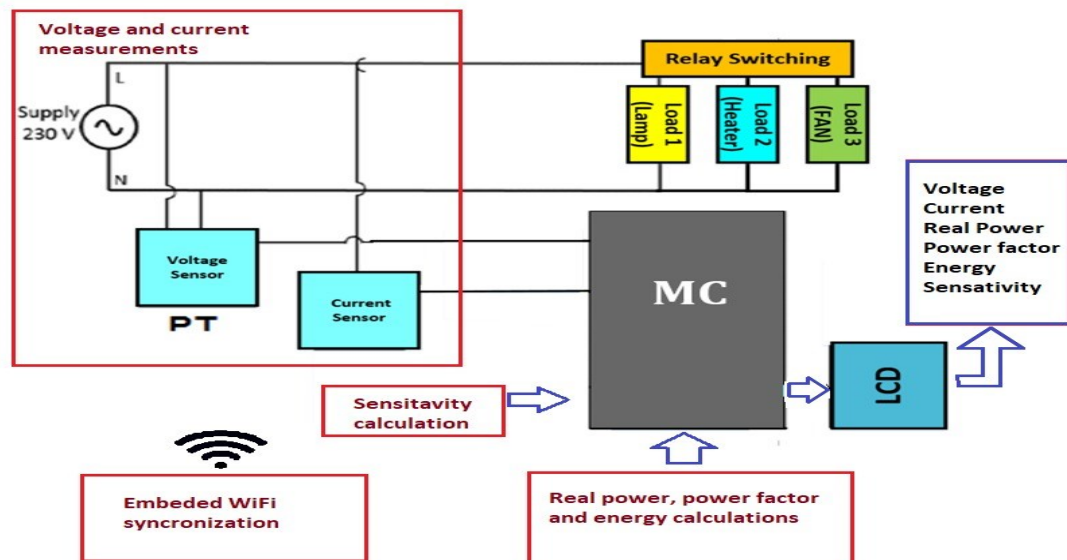 Voltage and current
measurements
L
Supply
230 V
N
Relay Switching
Load 1
(Lamp)
Load 2
(Heater)
Load 3
(FAN)
Voltage
Sensor
PT
Current
Sensor
MC
LCD
Voltage
Current
Real Power
Power factor
Energy
Sensativity
Sensitavity
calculation
Embeded WiFi
syncronization
Real power, power factor
and energy calculations